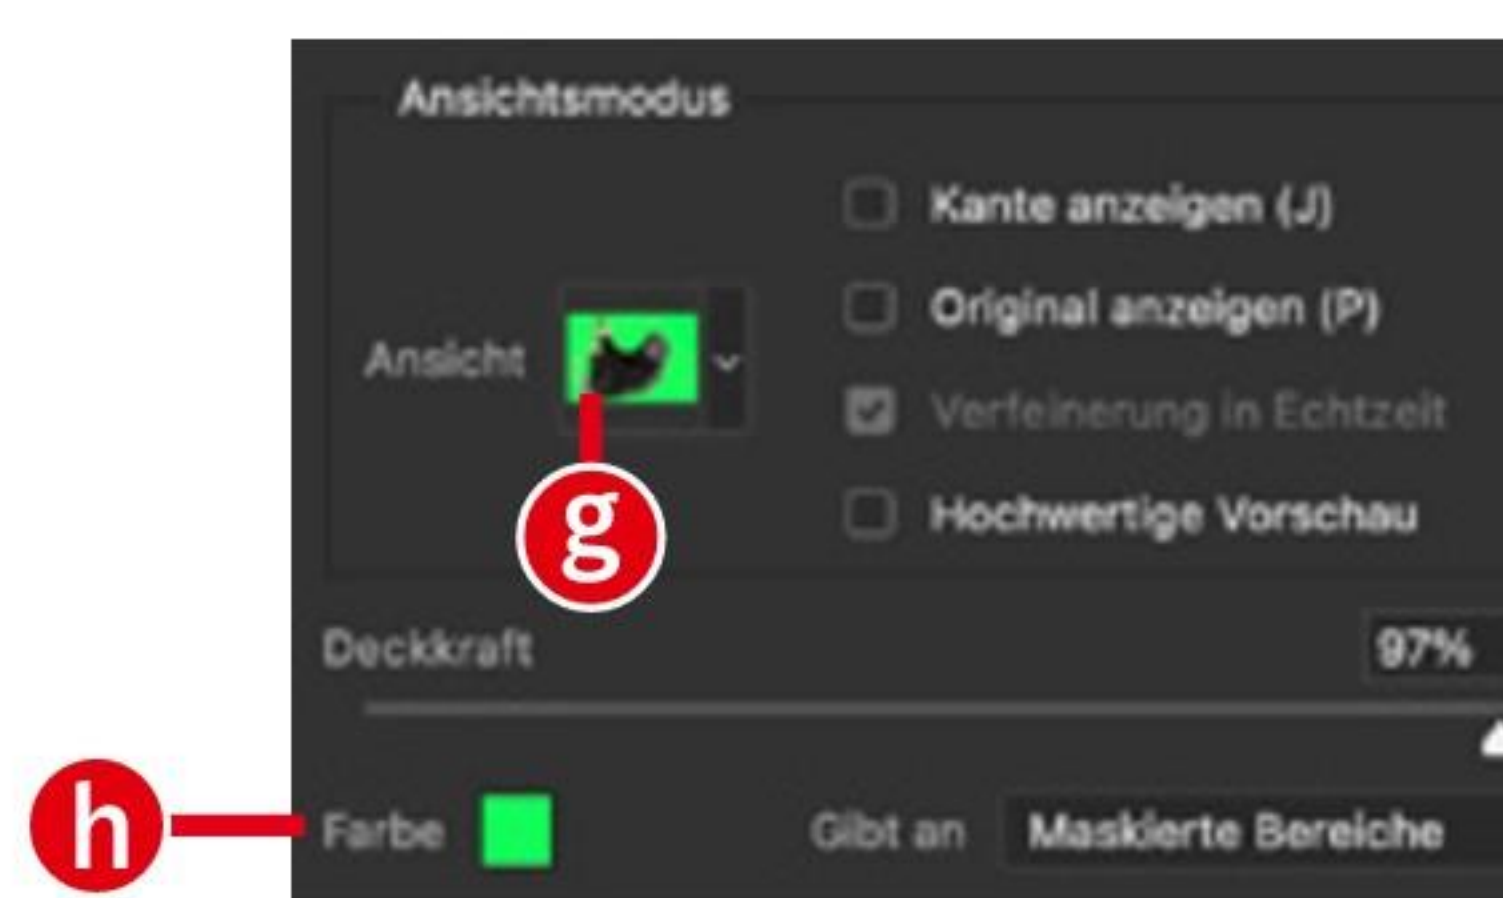 Ansichtsmodus
Kante anzeigen (J)
Original anzeigen (P)
Ansicht
Verfeinerung in Echtzeit
g
Hochwertige Vorschau
Deckkraft 97%
h Farbe Gibt an Maskierte Bereiche